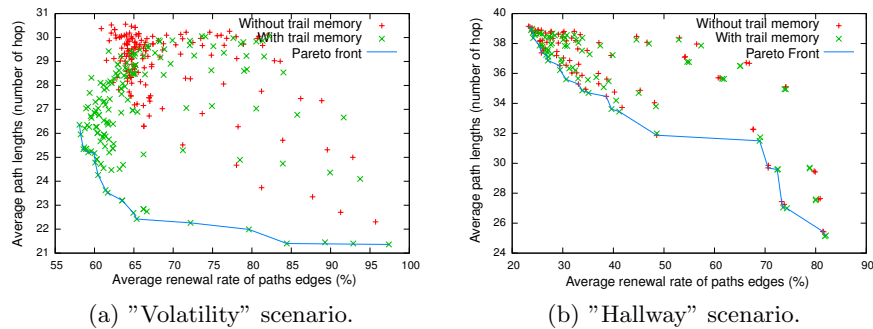 Average path lengths (number of hop)
31
30
29
28
27
26
25
24
23
22
21
55 60 65 70 75 80 85 90 95 100
Average renewal rate of paths edges (%)
Without trail memory
With trail memory
Pareto front
(a) "Volatility" scenario.
Average path lengths (number of hop)
40
38
36
34
32
30
28
26
24
20 30 40 50 60 70 80 90
Average renewal rate of paths edges (%)
Without trail memory
With trail memory
Pareto Front
(b) "Hallway" scenario.